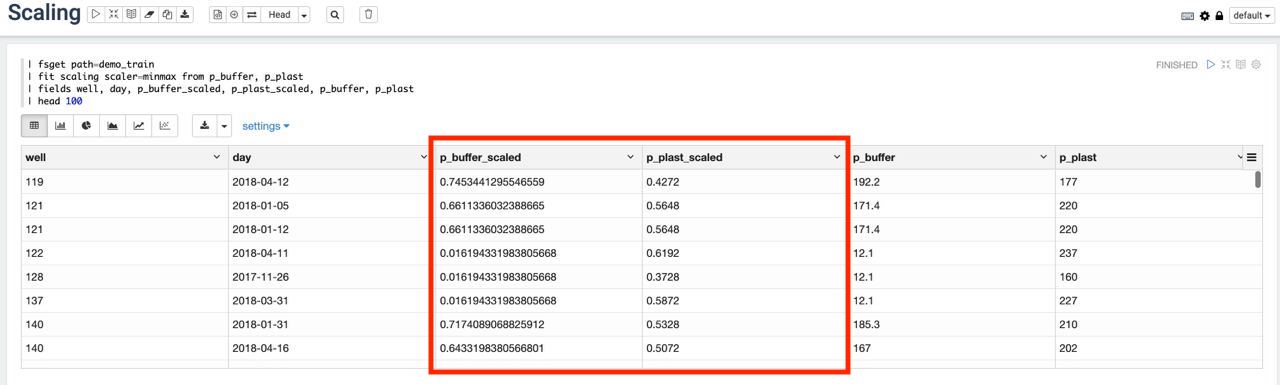 Scaling Head default
| fsget path=demo_train FINISHED
| fit scaling scaler=minmax from p_buffer, p_plast
| fields well, day, p_buffer_scaled, p_plast_scaled, p_buffer, p_plast
| head 100
settings
well day p_buffer_scaled p_plast_scaled p_buffer p_plast
119 2018-04-12 0.7453441295546559 0.4272 192.2 177
121 2018-01-05 0.6611336032388665 0.5648 171.4 220
121 2018-01-12 0.6611336032388665 0.5648 171.4 220
122 2018-04-11 0.016194331983805668 0.6192 12.1 237
128 2017-11-26 0.016194331983805668 0.3728 12.1 160
137 2018-03-31 0.016194331983805668 0.5872 12.1 227
140 2018-01-31 0.7174089068825912 0.5328 185.3 210
140 2018-04-16 0.6433198380566801 0.5072 167 202